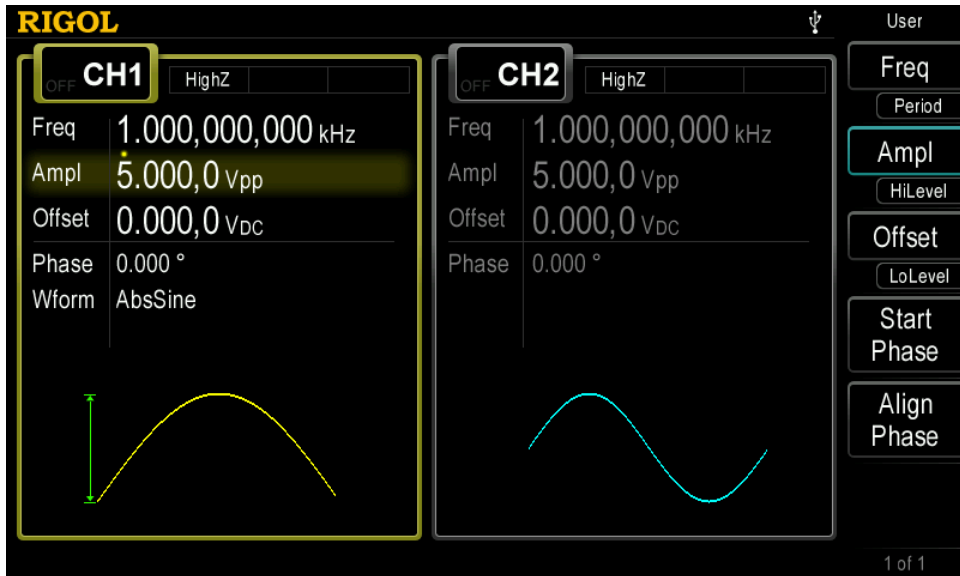 RIGOL User
OFF CH1 HighZ
Freq 1.000,000,000 kHz
Ampl 5.000,0 Vpp
Offset 0.000,0 VDC
Phase 0.000 °
Wform AbsSine
OFF CH2 HighZ
Freq 1.000,000,000 kHz
Ampl 5.000,0 Vpp
Offset 0.000,0 VDC
Phase 0.000 °
Freq
Period
Ampl
HiLevel
Offset
LoLevel
Start
Phase
Align
Phase
1 of 1